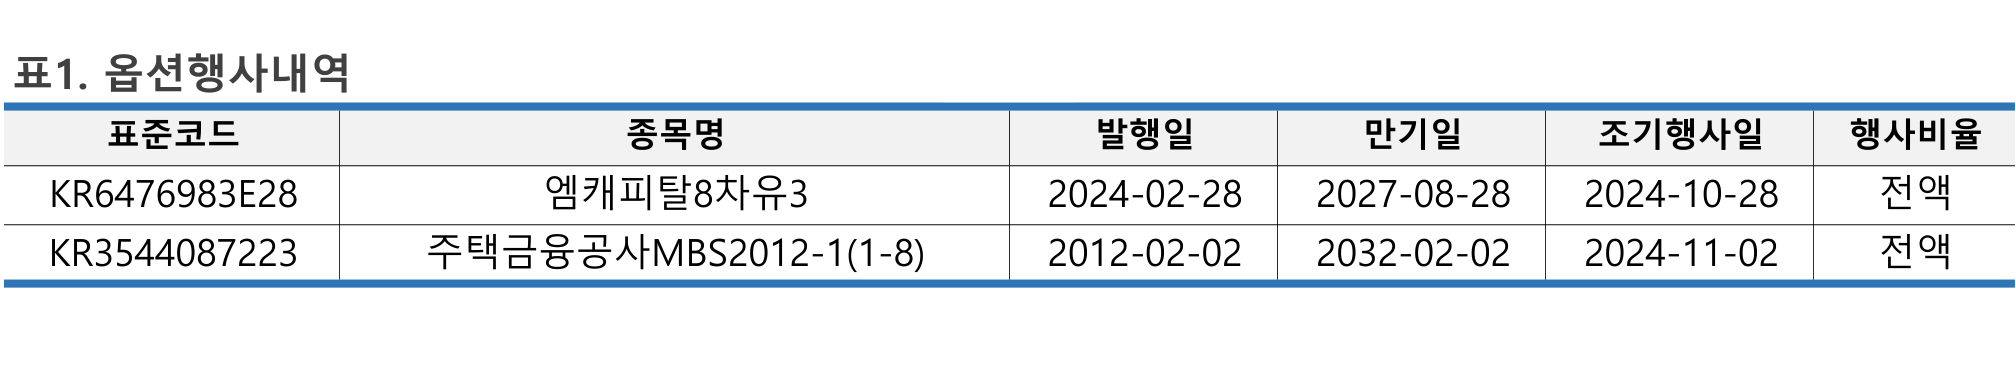 표1. 옵션행사내역
표준코드 종목명 발행일 만기일 조기행사일 행사비율
KR6476983E28 엠캐피탈8차유3 2024-02-28 2027-08-28 2024-10-28 전액
KR3544087223 주택금융공사MBS2012-1(1-8) 2012-02-02 2032-02-02 2024-11-02 전액